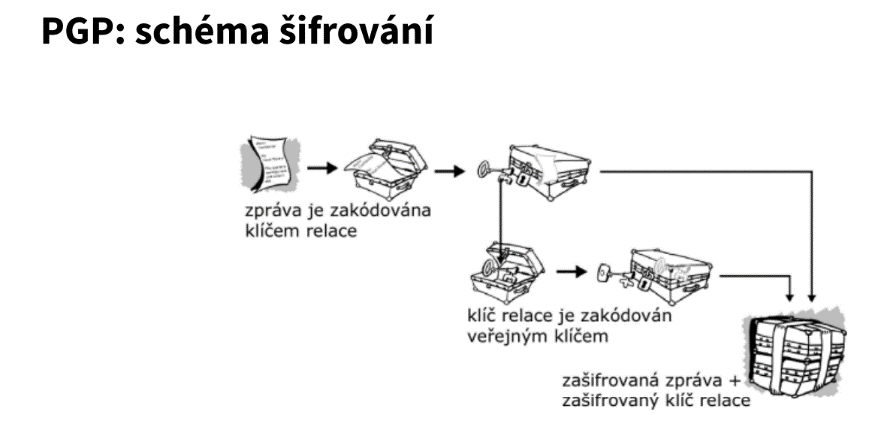 PGP: schéma šifrování
zpráva je zakódována
klíčem relace
klíč relace je zakódován
veřejným klíčem
zašifrovaná zpráva +
zašifrovaný klíč relace